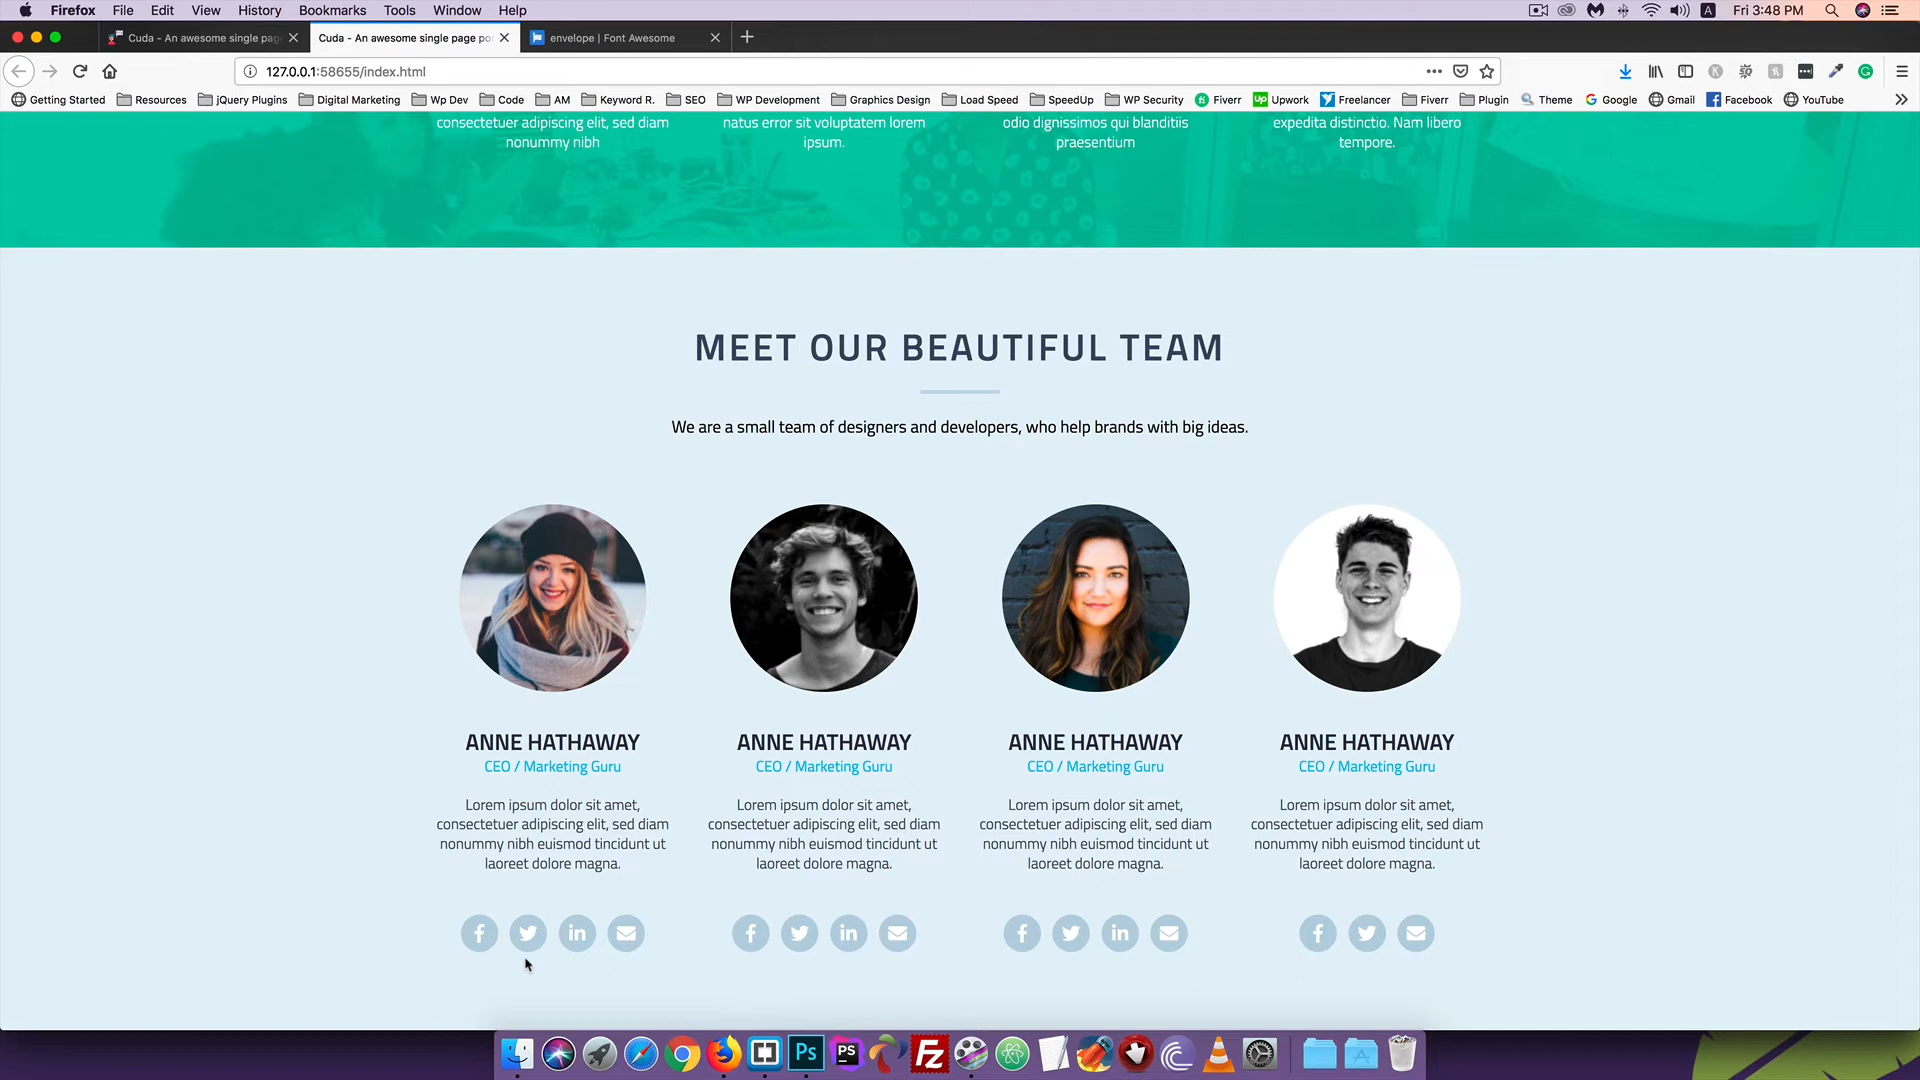 Firefox File Edit View History Bookmarks Tools Window Help
A Fri 3:48 PM
Cuda - An awesome single pag
Cuda - An awesome single page po
envelope | Font Awesome
127.0.0.1:58655/index.html
Getting Started Resources jQuery Plugins Digital Marketing Wp Dev Code AM Keyword R. SEO WP Development Graphics Design Load Speed SpeedUp WP Security Fiverr Upwork Freelancer Fiverr Plugin Theme Google Gmail Facebook YouTube
consectetuer adipiscing elit, sed diam
nonummy nibh
natus error sit voluptatem lorem
ipsum.
odio dignissimos qui blanditiis
praesentium
expedita distinctio. Nam libero
tempore.
MEET OUR BEAUTIFUL TEAM
We are a small team of designers and developers, who help brands with big ideas.
ANNE HATHAWAY
CEO / Marketing Guru
Lorem ipsum dolor sit amet,
consectetuer adipiscing elit, sed diam
nonummy nibh euismod tincidunt ut
laoreet dolore magna.
ANNE HATHAWAY
CEO / Marketing Guru
Lorem ipsum dolor sit amet,
consectetuer adipiscing elit, sed diam
nonummy nibh euismod tincidunt ut
laoreet dolore magna.
ANNE HATHAWAY
CEO / Marketing Guru
Lorem ipsum dolor sit amet,
consectetuer adipiscing elit, sed diam
nonummy nibh euismod tincidunt ut
laoreet dolore magna.
ANNE HATHAWAY
CEO / Marketing Guru
Lorem ipsum dolor sit amet,
consectetuer adipiscing elit, sed diam
nonummy nibh euismod tincidunt ut
laoreet dolore magna.
Ps PS FZ